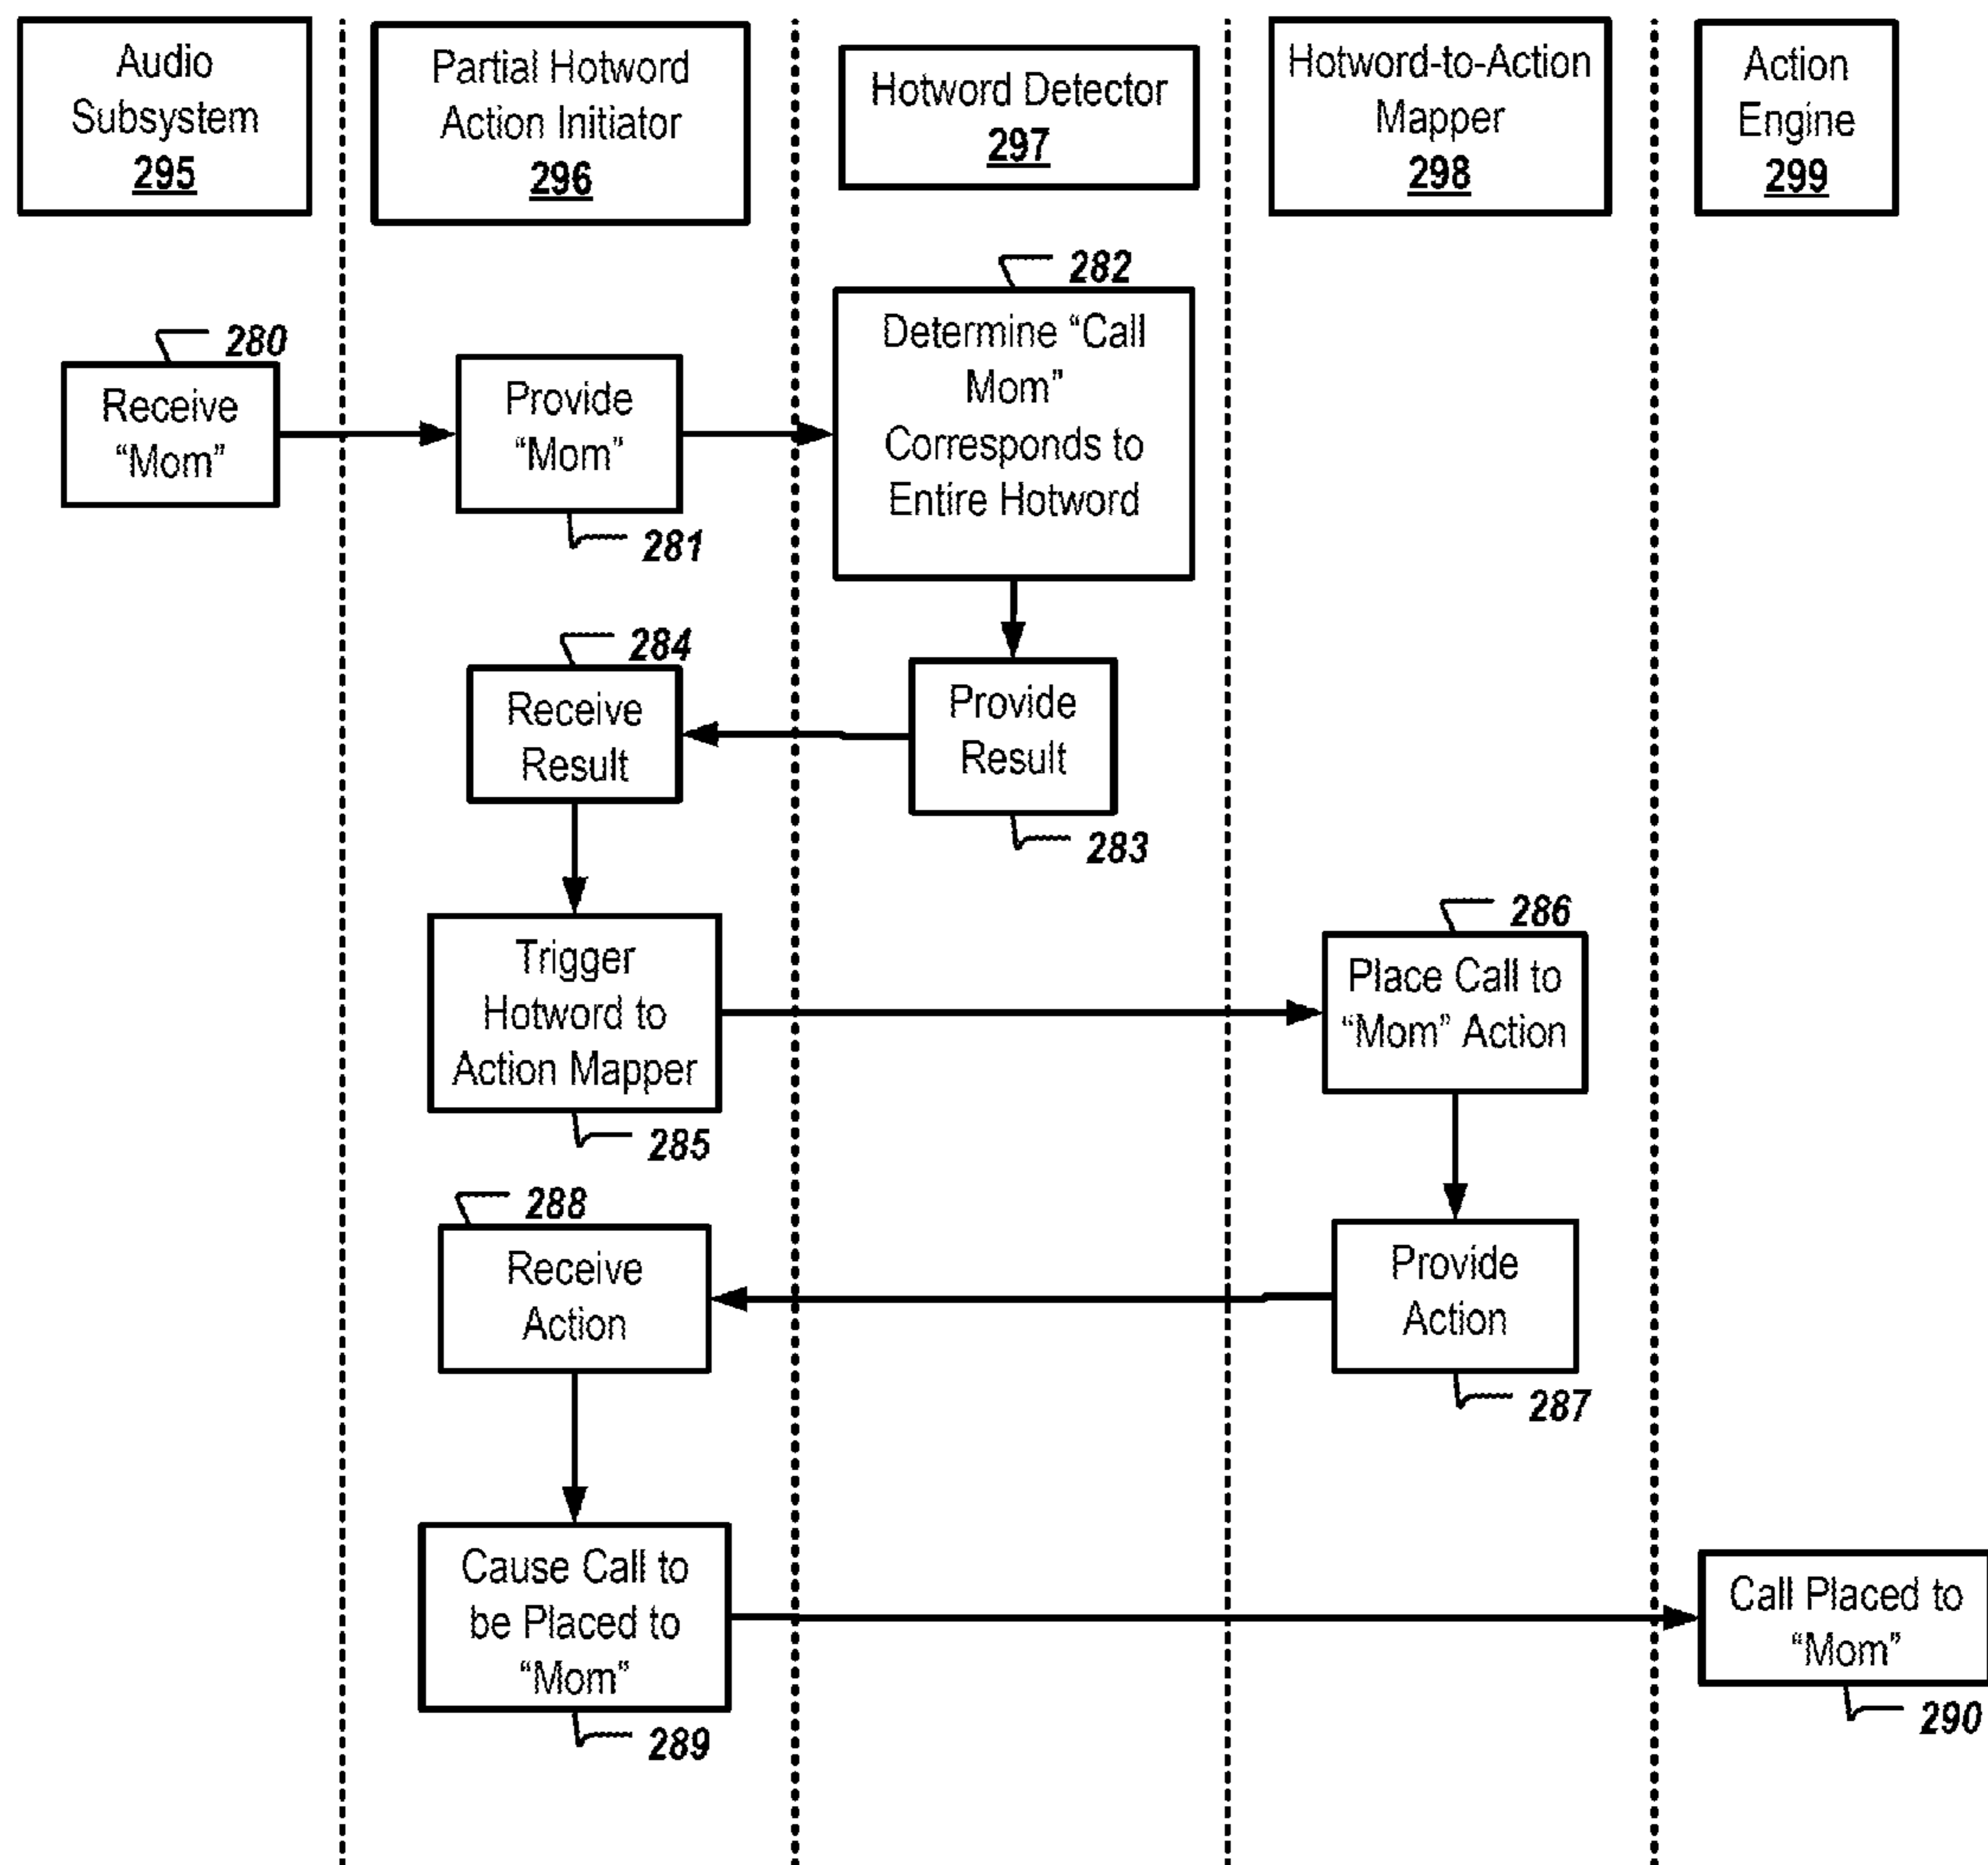 Audio
Subsystem
295
Partial Hotword
Action Initiator
296
Hotword Detector
297
Hotword-to-Action
Mapper
298
Action
Engine
299
280
Receive
“Mom”
Provide
“Mom”
281
282
Determine “Call
Mom”
Corresponds to
Entire Hotword
284
Receive
Result
Provide
Result
283
Trigger
Hotword to
Action Mapper
285
286
Place Call to
“Mom” Action
288
Receive
Action
Provide
Action
287
Cause Call to
be Placed to
“Mom”
289
Call Placed to
“Mom”
290